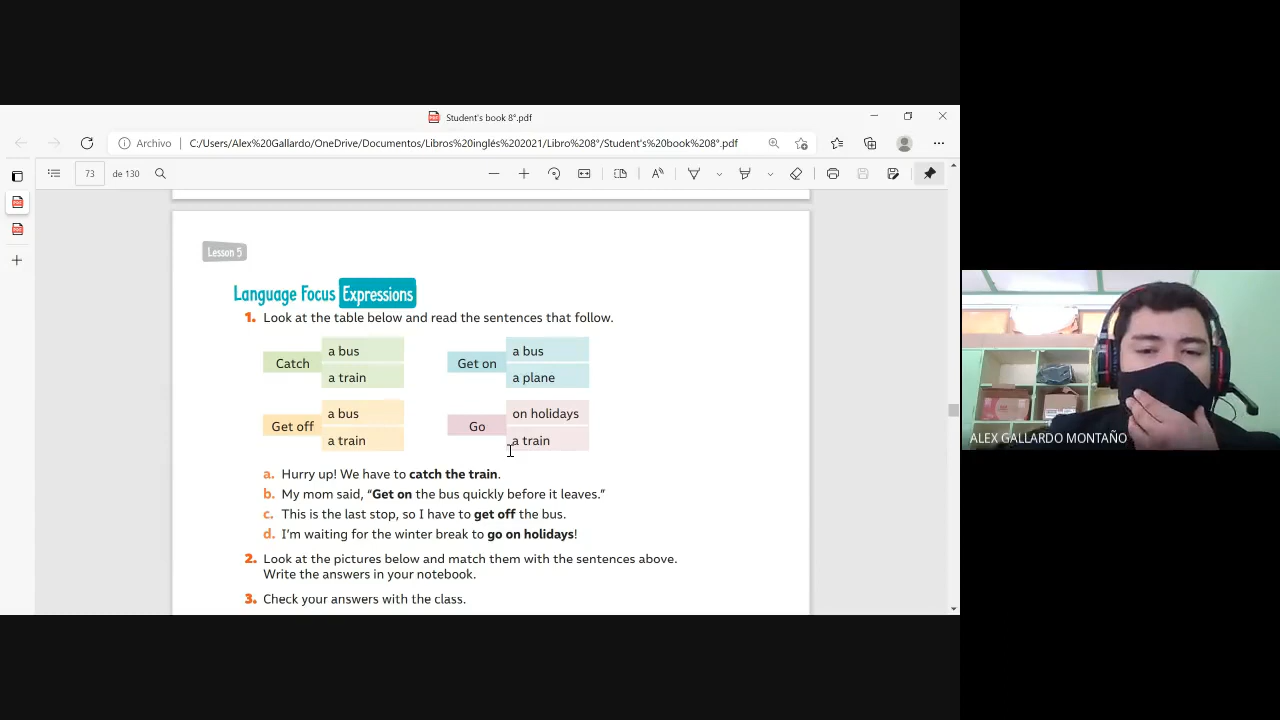 Student's book 8°.pdf
Archivo C:/Users/Alex%20Gallardo/OneDrive/Documentos/Libros%20inglés%202021/Libro%208°/Student's%20book%208°.pdf
73 de 130
Lesson 5
Language Focus Expressions
1. Look at the table below and read the sentences that follow.
Catch
a bus
a train
Get on
a bus
a plane
Get off
a bus
a train
Go
on holidays
a train
a. Hurry up! We have to catch the train.
b. My mom said, “Get on the bus quickly before it leaves.”
c. This is the last stop, so I have to get off the bus.
d. I’m waiting for the winter break to go on holidays!
2. Look at the pictures below and match them with the sentences above.
Write the answers in your notebook.
3. Check your answers with the class.
ALEX GALLARDO MONTAÑO